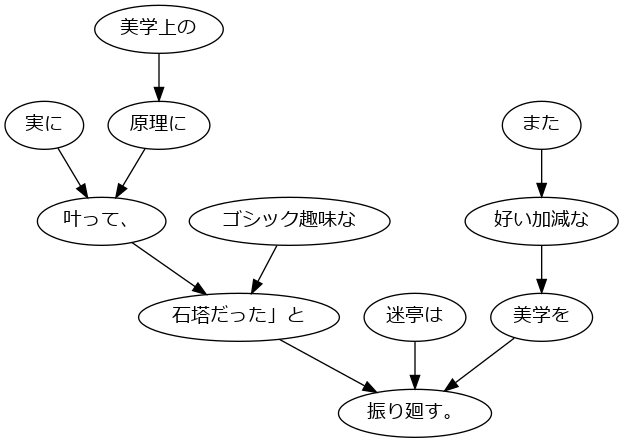 美学上の
実に
原理に
また
叶って、
ゴシック趣味な
好い加減な
石塔だった」と
迷亭は
美学を
振り廻す。